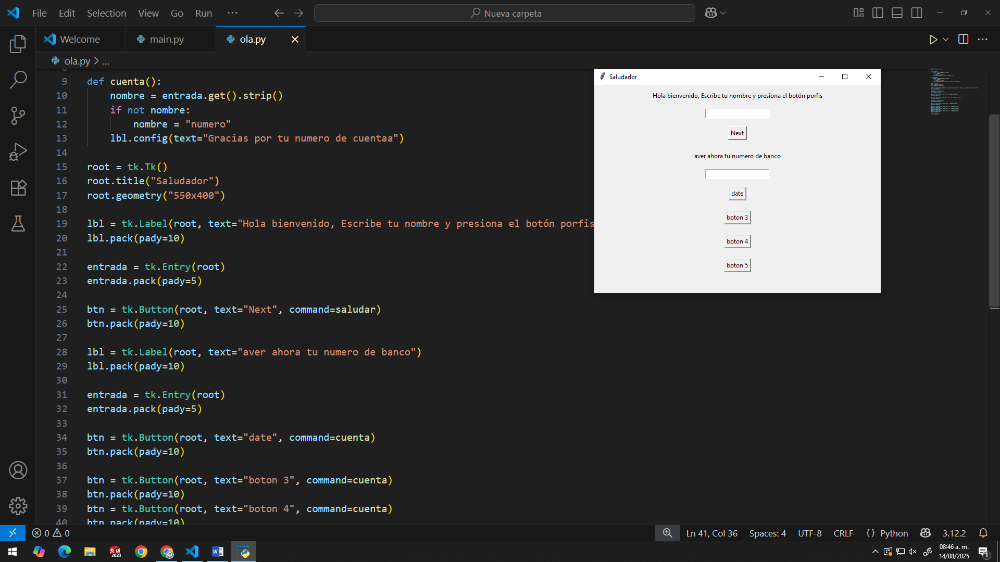 File Edit Selection View Go Run ...
Nueva carpeta
Welcome main.py ola.py
ola.py > ...
9 def cuenta():
10 nombre = entrada.get().strip()
11 if not nombre:
12 nombre = "numero"
13 lbl.config(text="Gracias por tu numero de cuentaa")
14
15 root = tk.Tk()
16 root.title("Saludador")
17 root.geometry("550x400")
18
19 lbl = tk.Label(root, text="Hola bienvenido, Escribe tu nombre y presiona el botón porfis
20 lbl.pack(pady=10)
21
22 entrada = tk.Entry(root)
23 entrada.pack(pady=5)
24
25 btn = tk.Button(root, text="Next", command=saludar)
26 btn.pack(pady=10)
27
28 lbl = tk.Label(root, text="aver ahora tu numero de banco")
29 lbl.pack(pady=10)
30
31 entrada = tk.Entry(root)
32 entrada.pack(pady=5)
33
34 btn = tk.Button(root, text="date", command=cuenta)
35 btn.pack(pady=10)
36
37 btn = tk.Button(root, text="boton 3", command=cuenta)
38 btn.pack(pady=10)
39 btn = tk.Button(root, text="boton 4", command=cuenta)
40 btn.pack(pady=10)
Saludador
Hola bienvenido, Escribe tu nombre y presiona el botón porfis
Next
aver ahora tu numero de banco
date
boton 3
boton 4
boton 5
0 0
Ln 41, Col 36 Spaces: 4 UTF-8 CRLF {} Python 3.12.2
SW 2023
08:46 a. m.
14/08/2025
1